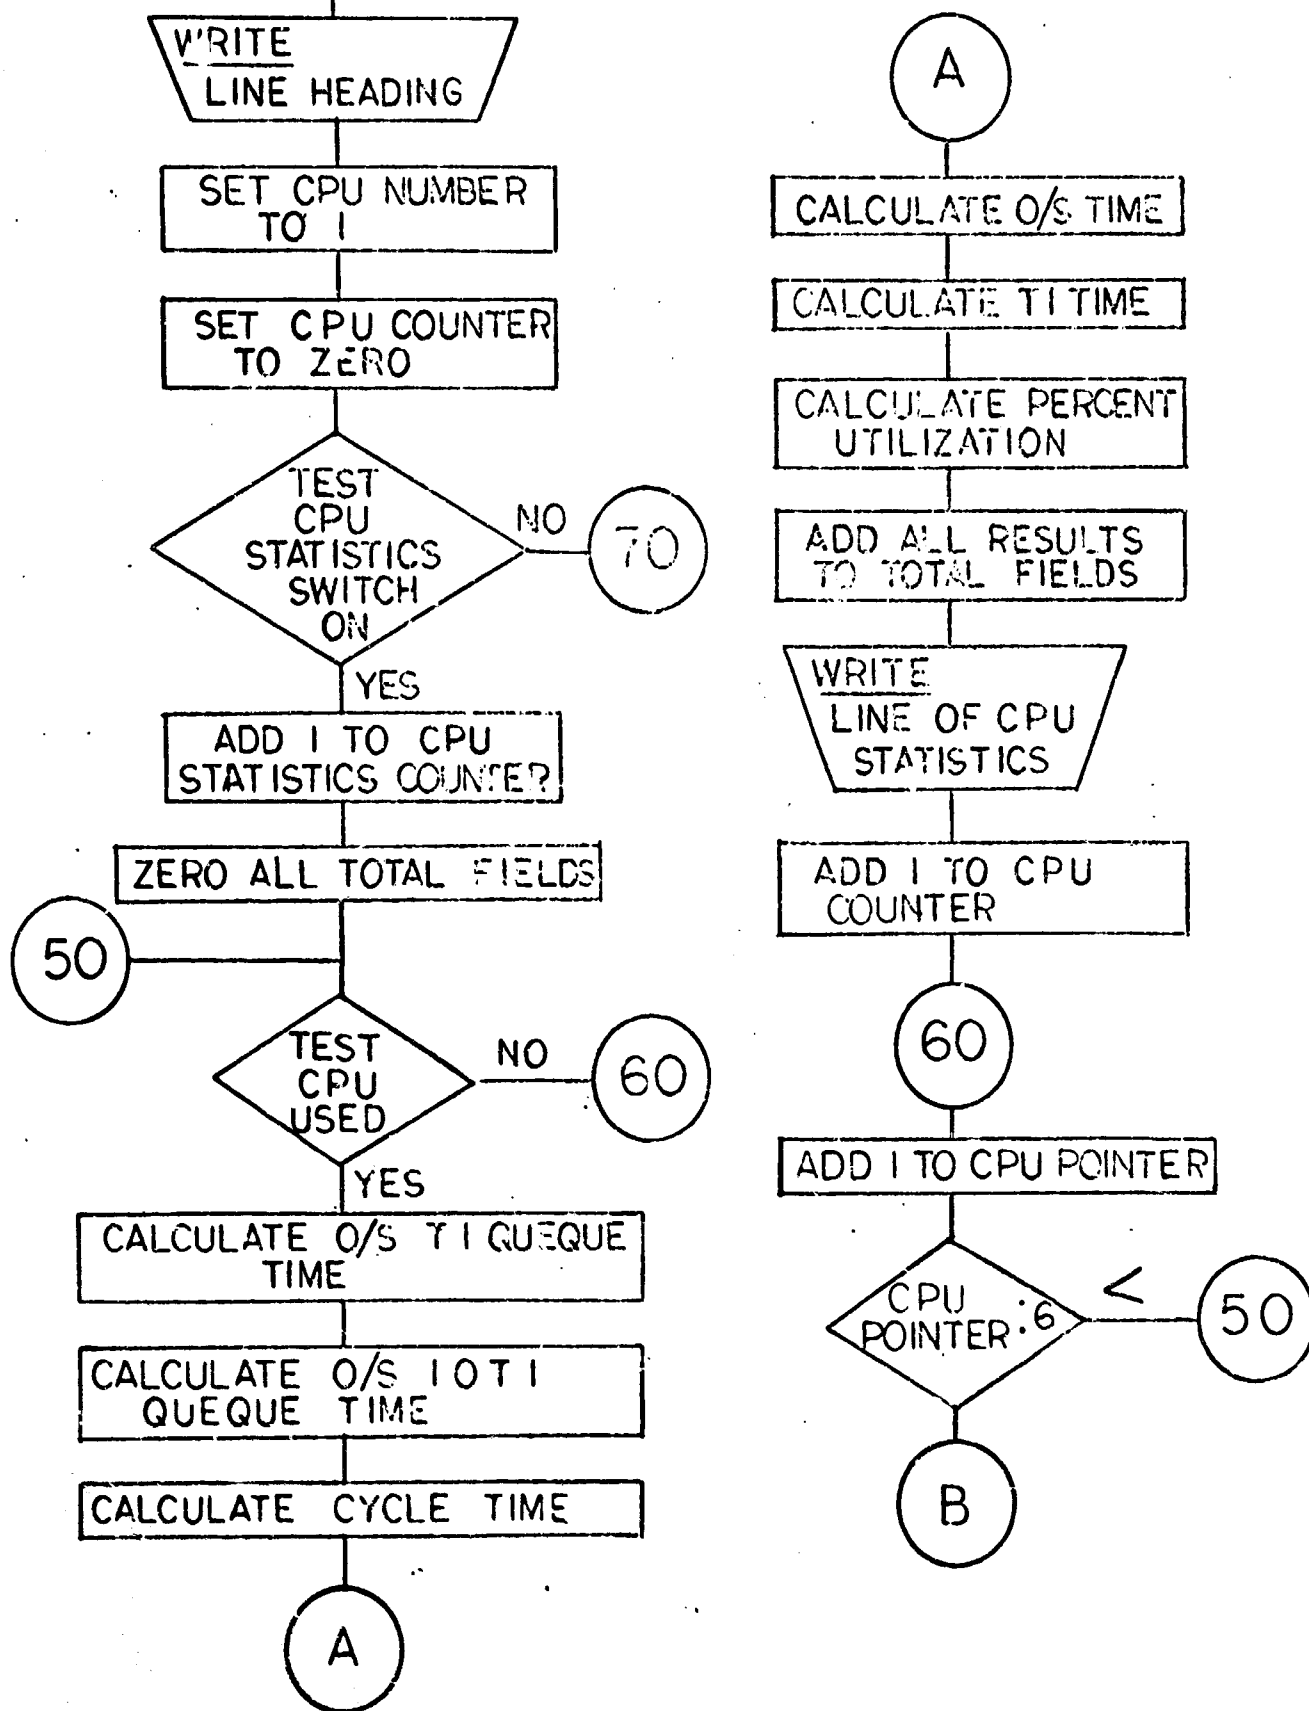 WRITE
LINE HEADING
SET CPU NUMBER
TO 1
SET CPU COUNTER
TO ZERO
TEST
CPU
STATISTICS
SWITCH
ON
NO
70
YES
ADD 1 TO CPU
STATISTICS COUNTER
ZERO ALL TOTAL FIELDS
50
TEST
CPU
USED
NO
60
YES
CALCULATE O/S T1 QUEQUE
TIME
CALCULATE O/S IOT1
QUEQUE TIME
CALCULATE CYCLE TIME
A
A
CALCULATE O/S TIME
CALCULATE T1 TIME
CALCULATE PERCENT
UTILIZATION
ADD ALL RESULTS
TO TOTAL FIELDS
WRITE
LINE OF CPU
STATISTICS
ADD 1 TO CPU
COUNTER
60
ADD 1 TO CPU POINTER
CPU
POINTER :6
<
50
B